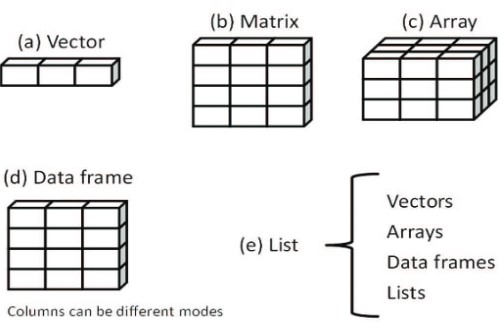 (a) Vector
(b) Matrix
(c) Array
(d) Data frame
Columns can be different modes
(e) List
Vectors
Arrays
Data frames
Lists